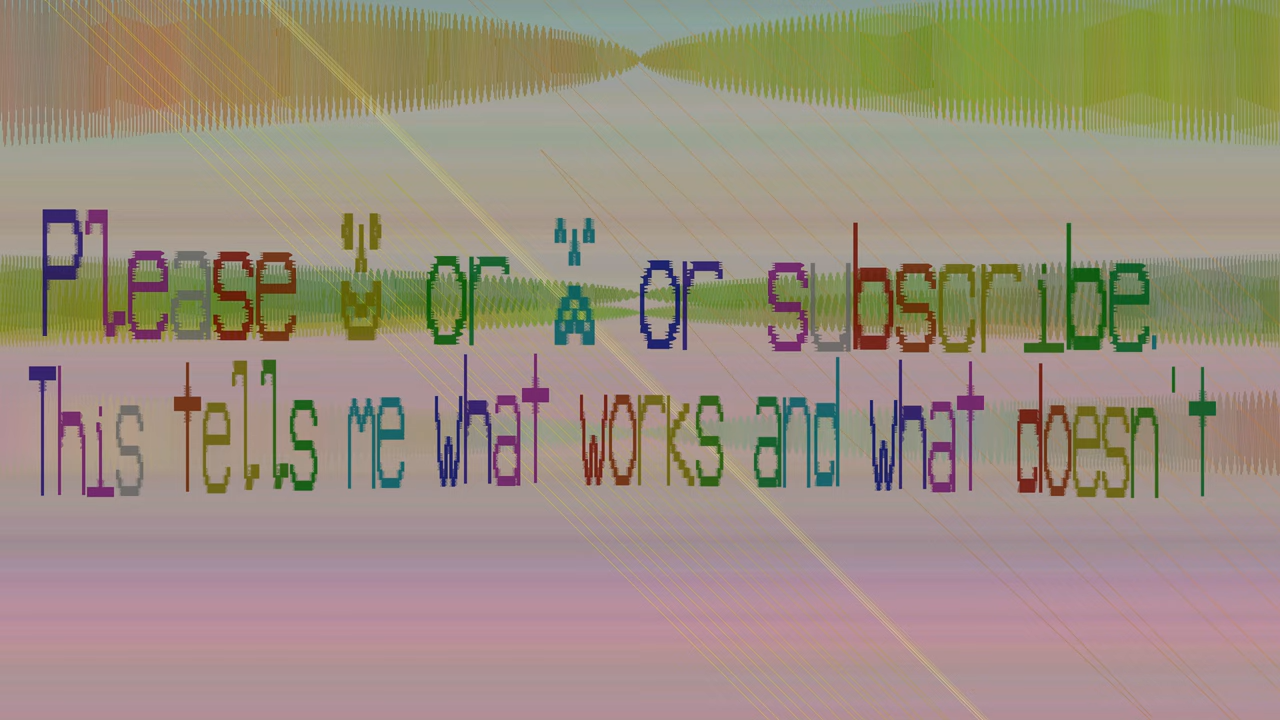 Please or or subscribe.
This tells me what works and what doesn't